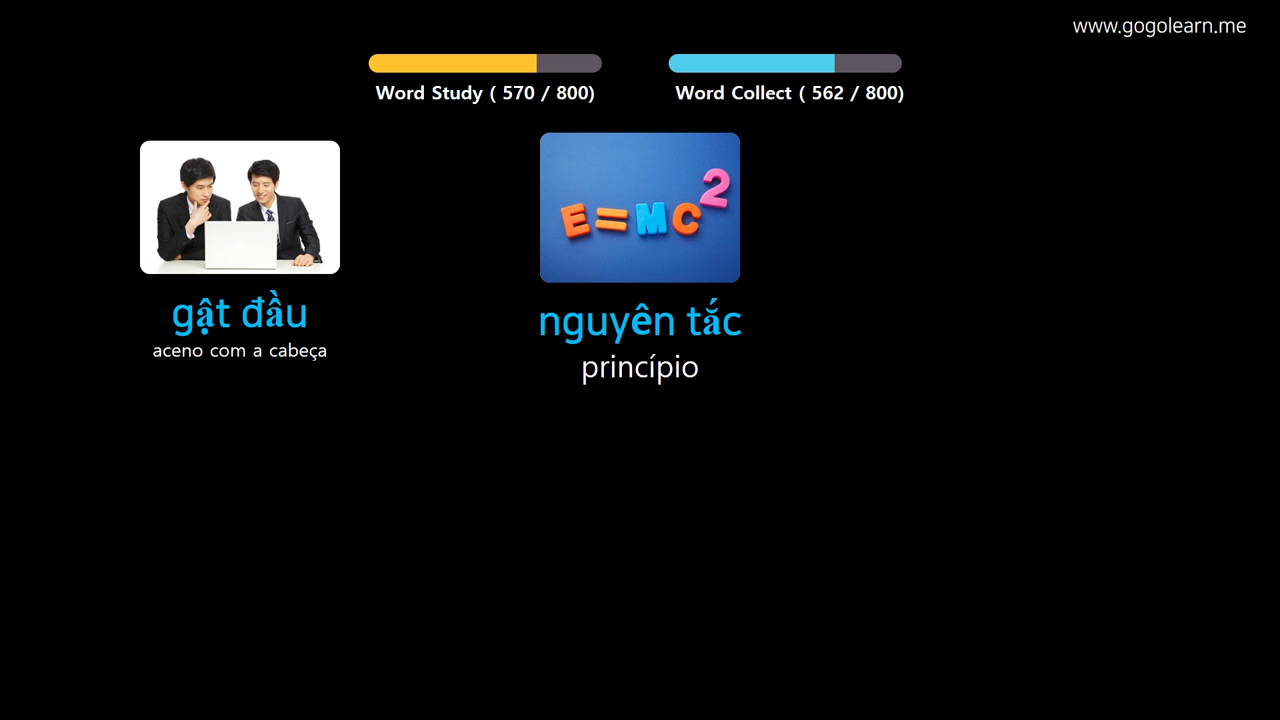 www.gogolearn.me
Word Study ( 570 / 800)
Word Collect ( 562 / 800)
gật đầu
aceno com a cabeça
E=MC2
nguyên tắc
princípio